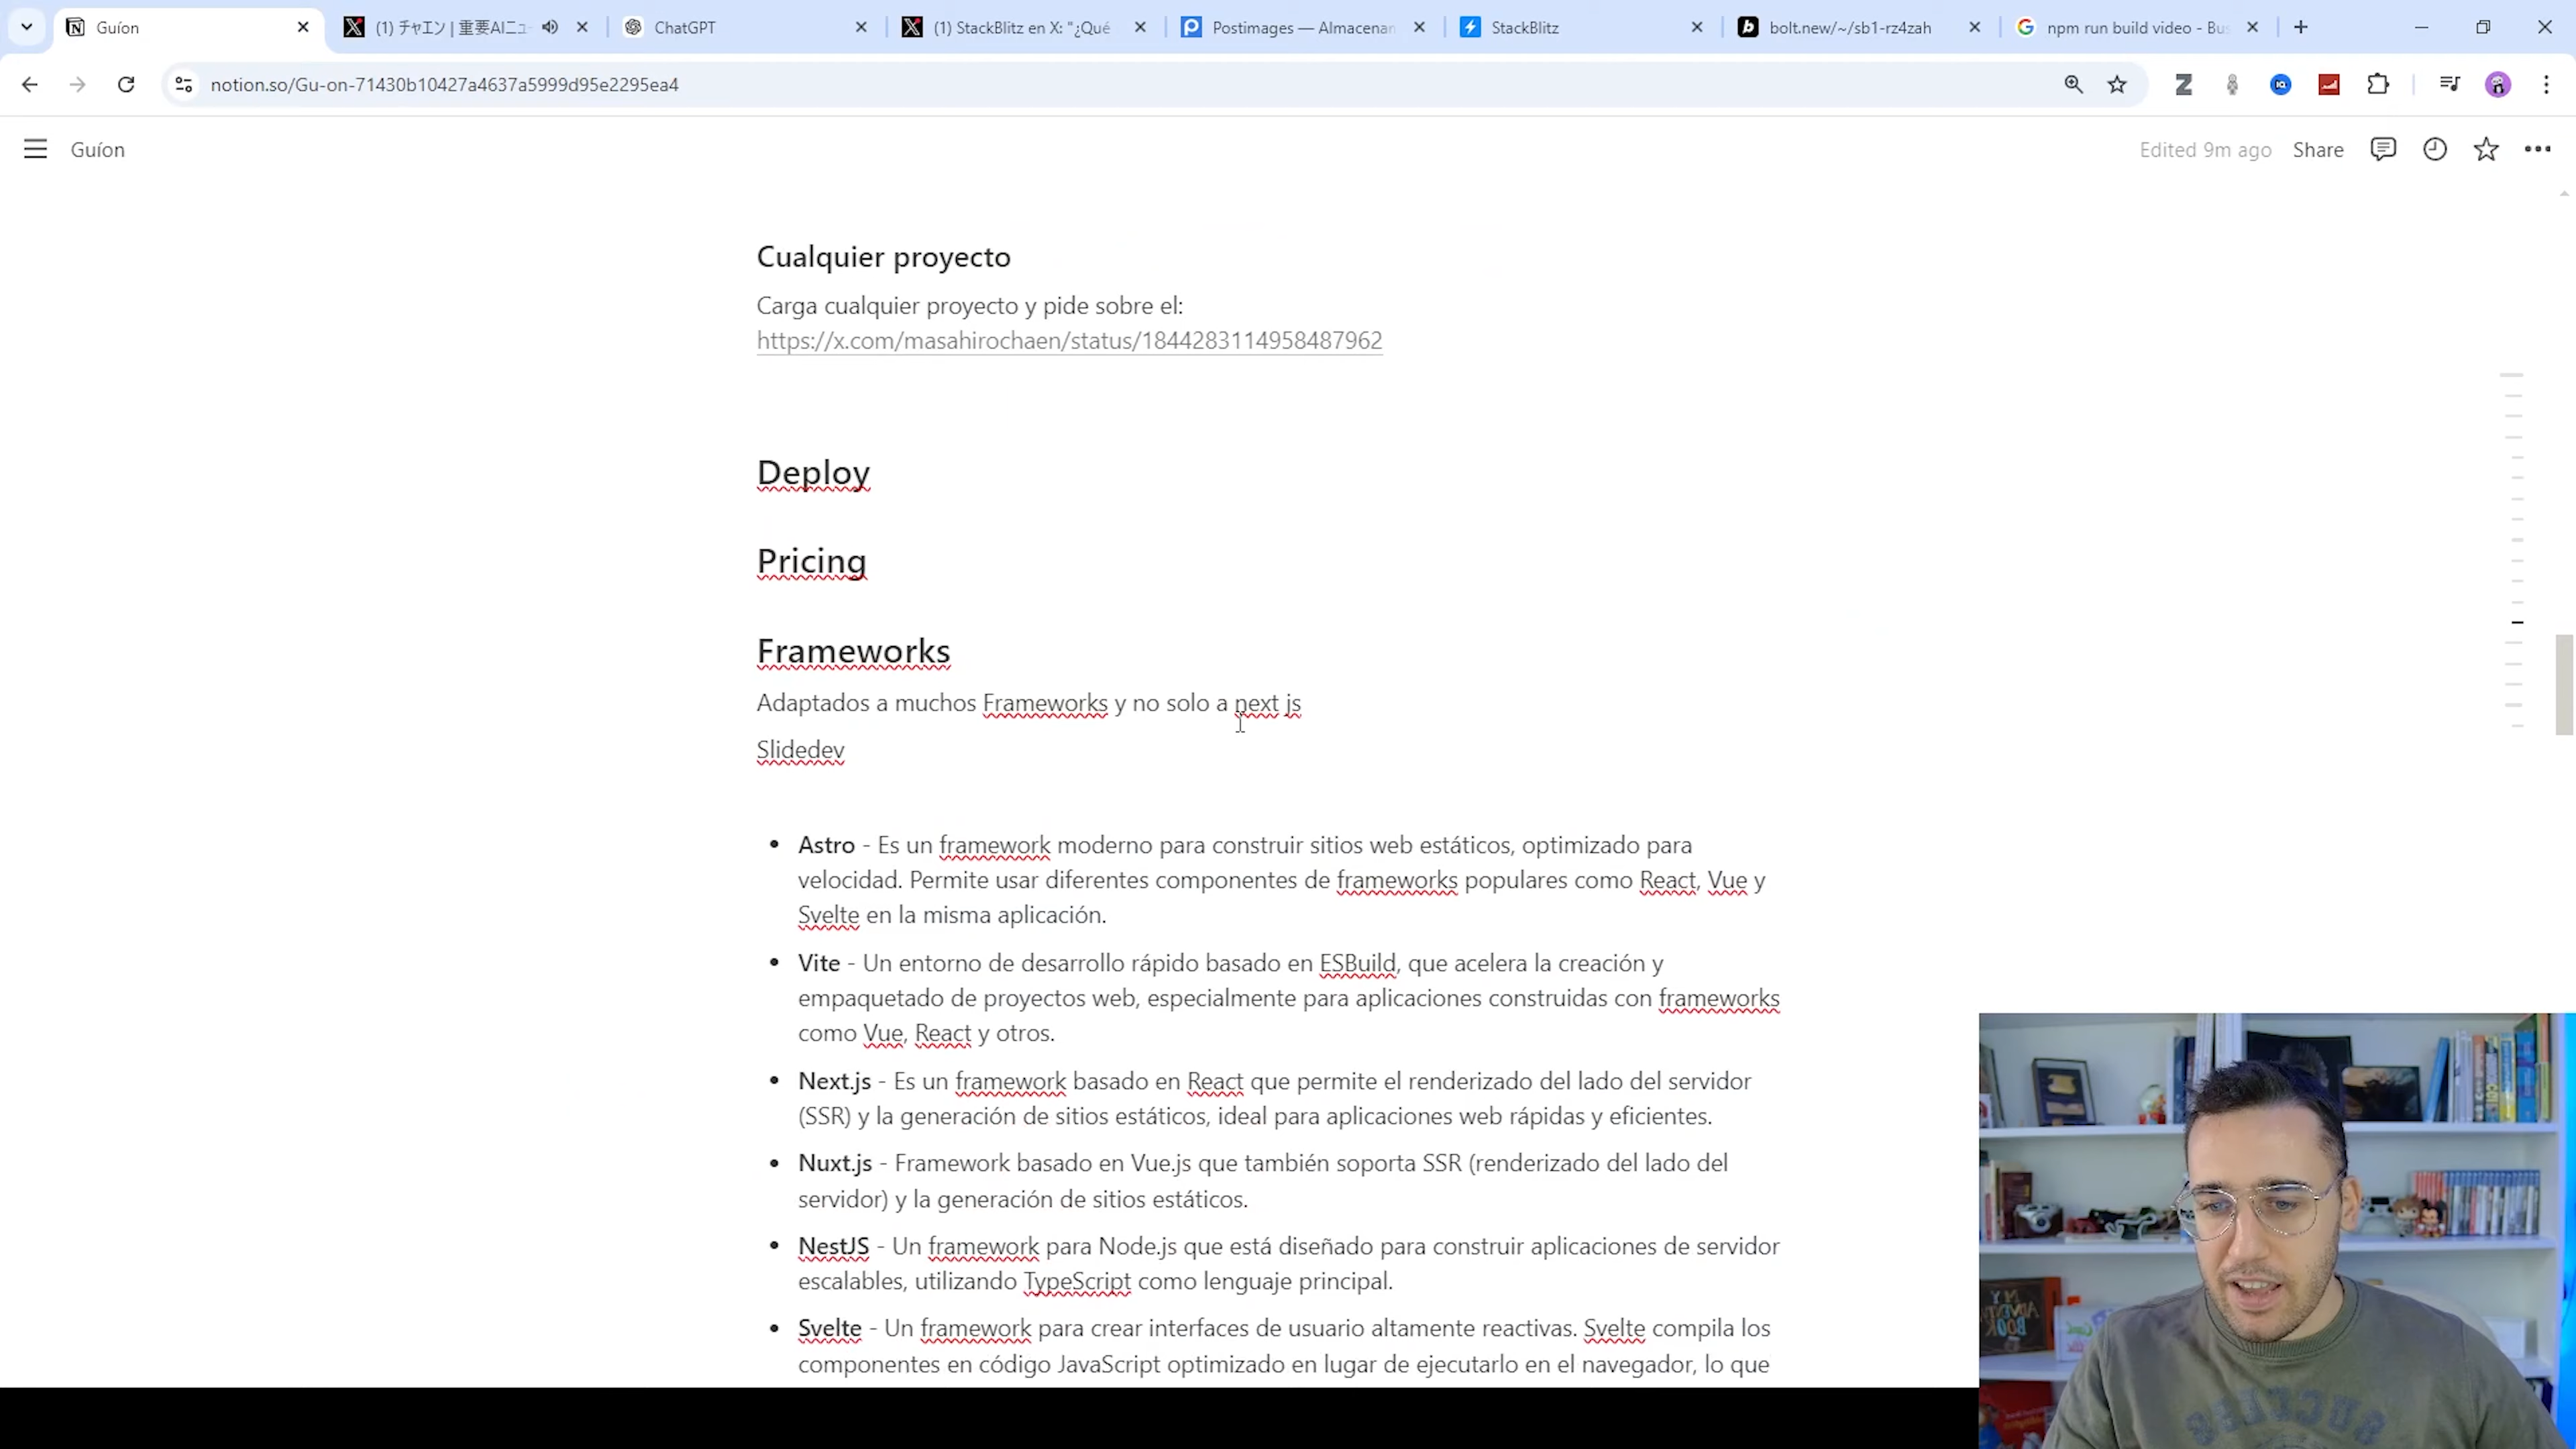 Guíon
(1) チャエン | 重要AIニュ
ChatGPT
(1) StackBlitz en X: "¿Qué
Postimages — Almacenan
StackBlitz
bolt.new/~/sb1-rz4zah
npm run build video - Bus
notion.so/Gu-on-71430b10427a4637a5999d95e2295ea4
Guíon
Edited 9m ago
Share
Cualquier proyecto
Carga cualquier proyecto y pide sobre el:
https://x.com/masahirochaen/status/1844283114958487962
Deploy
Pricing
Frameworks
Adaptados a muchos Frameworks y no solo a next js
Slidedev
• Astro - Es un framework moderno para construir sitios web estáticos, optimizado para
velocidad. Permite usar diferentes componentes de frameworks populares como React, Vue y
Svelte en la misma aplicación.
• Vite - Un entorno de desarrollo rápido basado en ESBuild, que acelera la creación y
empaquetado de proyectos web, especialmente para aplicaciones construidas con frameworks
como Vue, React y otros.
• Next.js - Es un framework basado en React que permite el renderizado del lado del servidor
(SSR) y la generación de sitios estáticos, ideal para aplicaciones web rápidas y eficientes.
• Nuxt.js - Framework basado en Vue.js que también soporta SSR (renderizado del lado del
servidor) y la generación de sitios estáticos.
• NestJS - Un framework para Node.js que está diseñado para construir aplicaciones de servidor
escalables, utilizando TypeScript como lenguaje principal.
• Svelte - Un framework para crear interfaces de usuario altamente reactivas. Svelte compila los
componentes en código JavaScript optimizado en lugar de ejecutarlo en el navegador, lo que